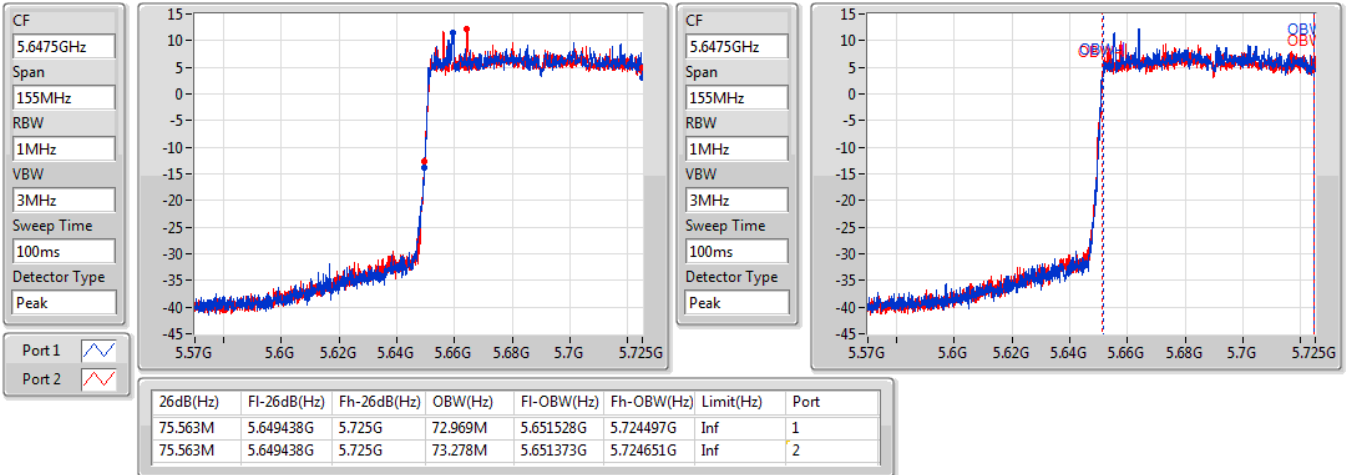 CF
5.6475GHz
Span
155MHz
RBW
1MHz
VBW
3MHz
Sweep Time
100ms
Detector Type
Peak
Port 1
Port 2
15
10
5
0
-5
-10
-15
-20
-25
-30
-35
-40
-45
5.57G 5.6G 5.62G 5.64G 5.66G 5.68G 5.7G 5.725G
CF
5.6475GHz
Span
155MHz
RBW
1MHz
VBW
3MHz
Sweep Time
100ms
Detector Type
Peak
15
10
5
0
-5
-10
-15
-20
-25
-30
-35
-40
-45
OBW
OBW
5.57G 5.6G 5.62G 5.64G 5.66G 5.68G 5.7G 5.725G
26dB(Hz) Fl-26dB(Hz) Fh-26dB(Hz) OBW(Hz) Fl-OBW(Hz) Fh-OBW(Hz) Limit(Hz) Port
75.563M 5.649438G 5.725G 72.969M 5.651528G 5.724497G Inf 1
75.563M 5.649438G 5.725G 73.278M 5.651373G 5.724651G Inf 2